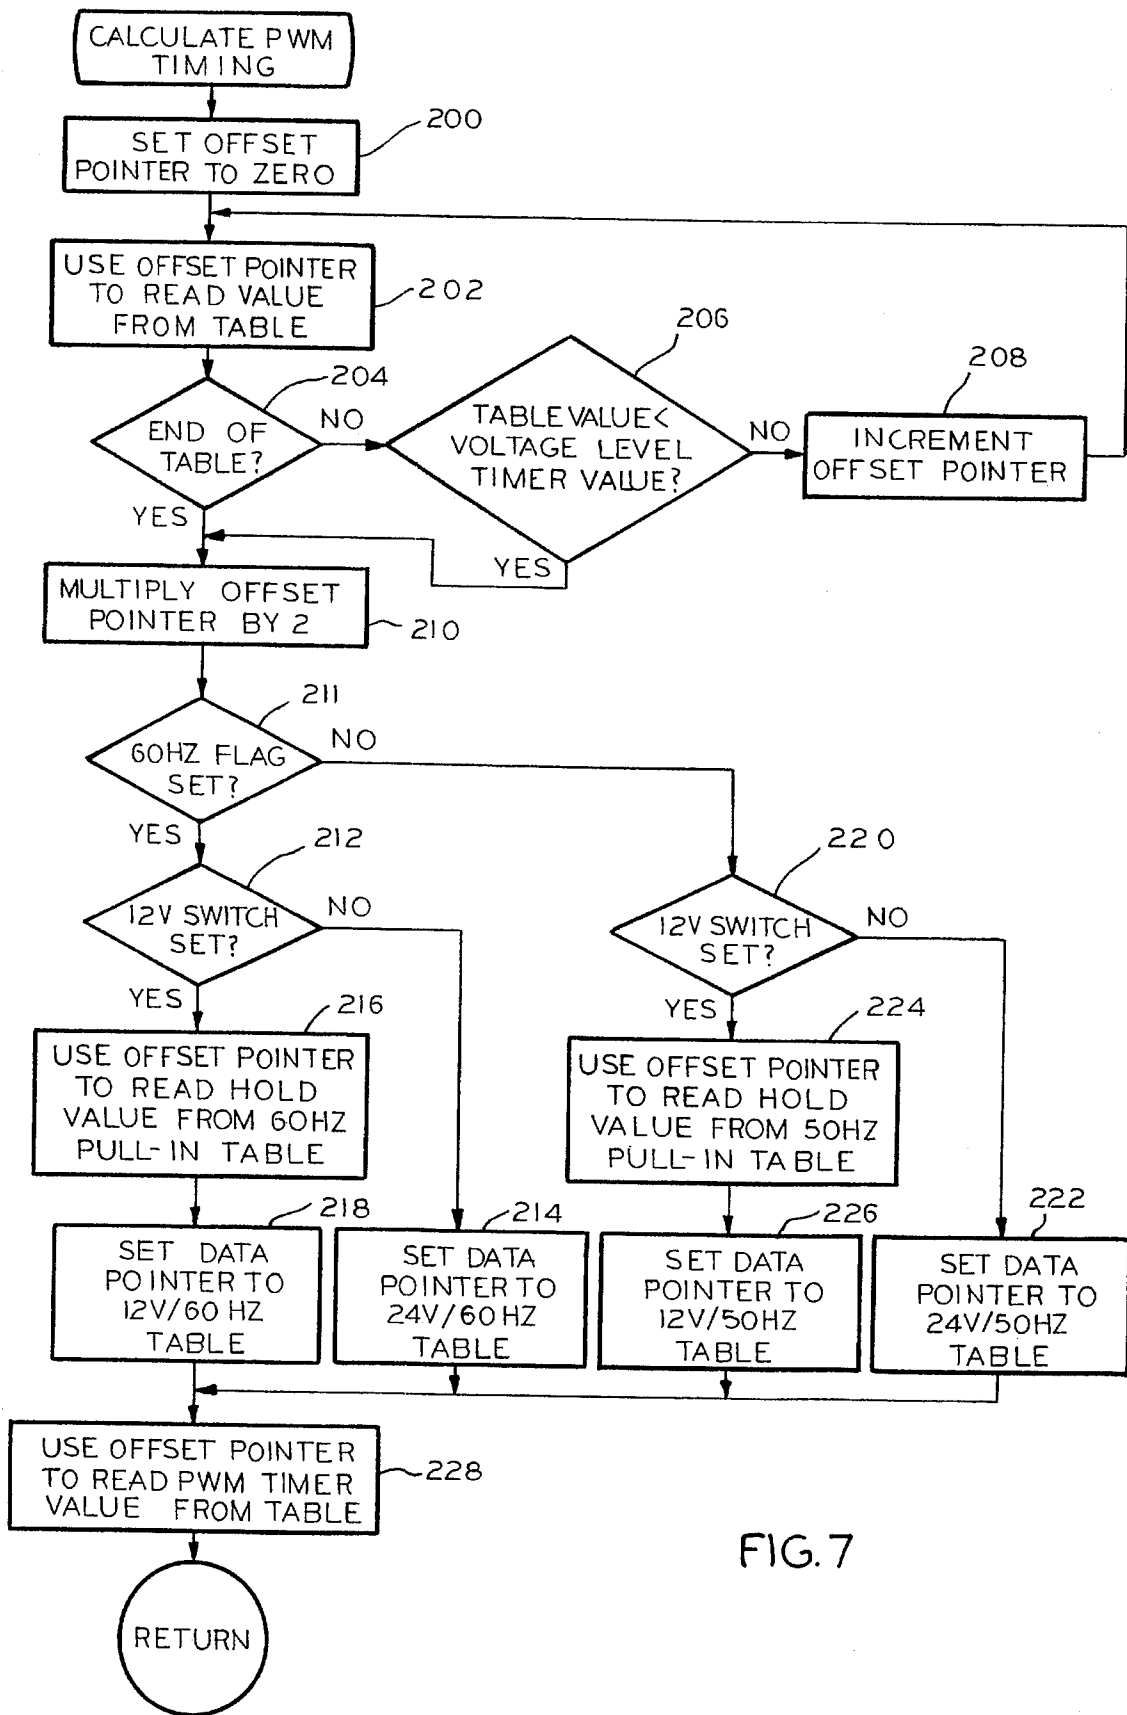 CALCULATE PWM
TIMING
200
SET OFFSET
POINTER TO ZERO
USE OFFSET POINTER
TO READ VALUE
FROM TABLE
202
204
END OF
TABLE?
NO
YES
206
TABLE VALUE<
VOLTAGE LEVEL
TIMER VALUE?
NO
YES
208
INCREMENT
OFFSET POINTER
MULTIPLY OFFSET
POINTER BY 2
210
211
60HZ FLAG
SET?
NO
YES
212
12V SWITCH
SET?
NO
YES
220
12V SWITCH
SET?
NO
YES
216
USE OFFSET POINTER
TO READ HOLD
VALUE FROM 60HZ
PULL-IN TABLE
224
USE OFFSET POINTER
TO READ HOLD
VALUE FROM 50HZ
PULL-IN TABLE
218
SET DATA
POINTER TO
12V/60 HZ
TABLE
214
SET DATA
POINTER TO
24V/60 HZ
TABLE
226
SET DATA
POINTER TO
12V/50HZ
TABLE
222
SET DATA
POINTER TO
24V/50HZ
TABLE
USE OFFSET POINTER
TO READ PWM TIMER
VALUE FROM TABLE
228
RETURN
FIG. 7